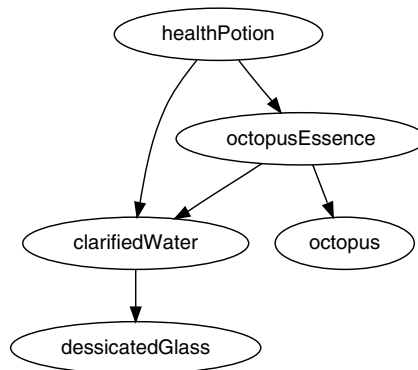 healthPotion
octopusEssence
clarifiedWater
octopus
dessicatedGlass